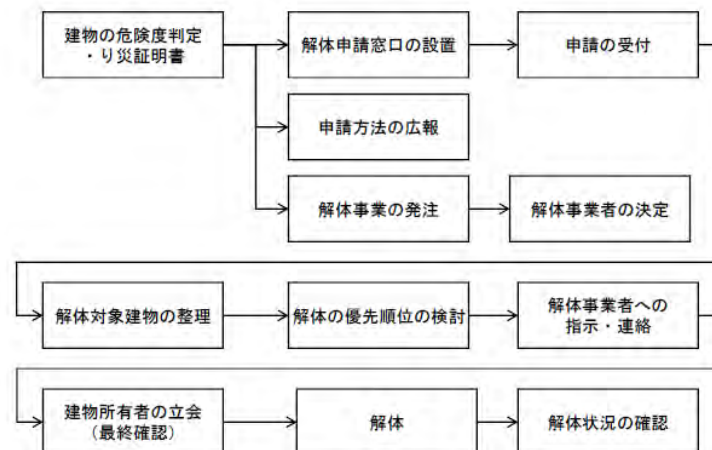 建物の危険度判定
・り災証明書
解体申請窓口の設置
申請の受付
申請方法の広報
解体事業の発注
解体事業者の決定
解体対象建物の整理
解体の優先順位の検討
解体事業者への
指示・連絡
建物所有者の立会
（最終確認）
解体
解体状況の確認